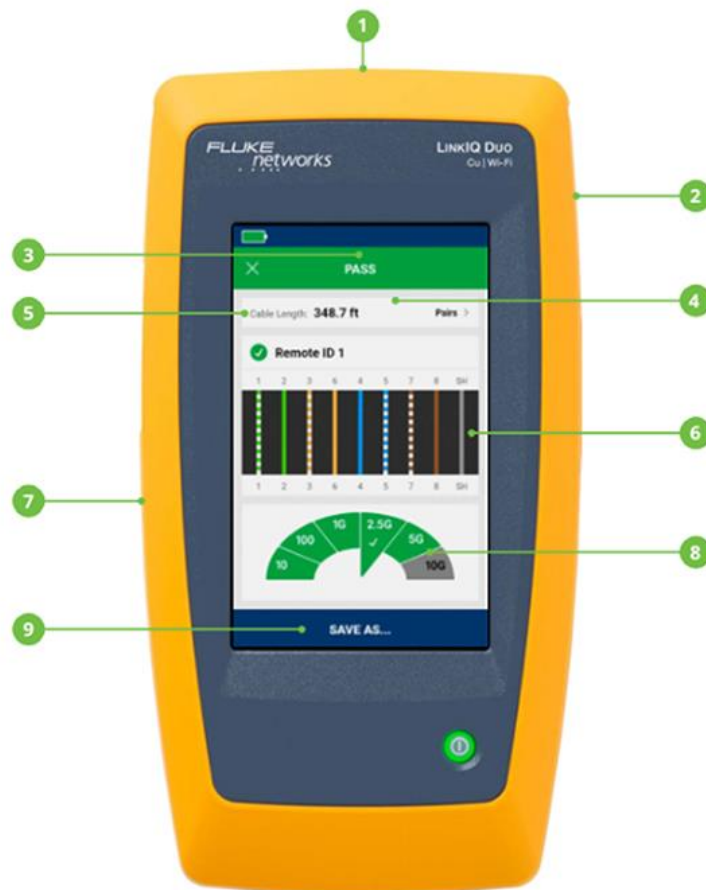 1
FLUKE
networks
LINKIQ DUO
Cu | Wi-Fi
2
3
PASS
4
5
Cable Length: 348.7 ft Pairs >
Remote ID 1
1 2 3 6 4 5 7 8 SH
6
1 2 3 6 4 5 7 8 SH
7
10 100 1G 2.5G 5G 10G
8
9
SAVE AS...